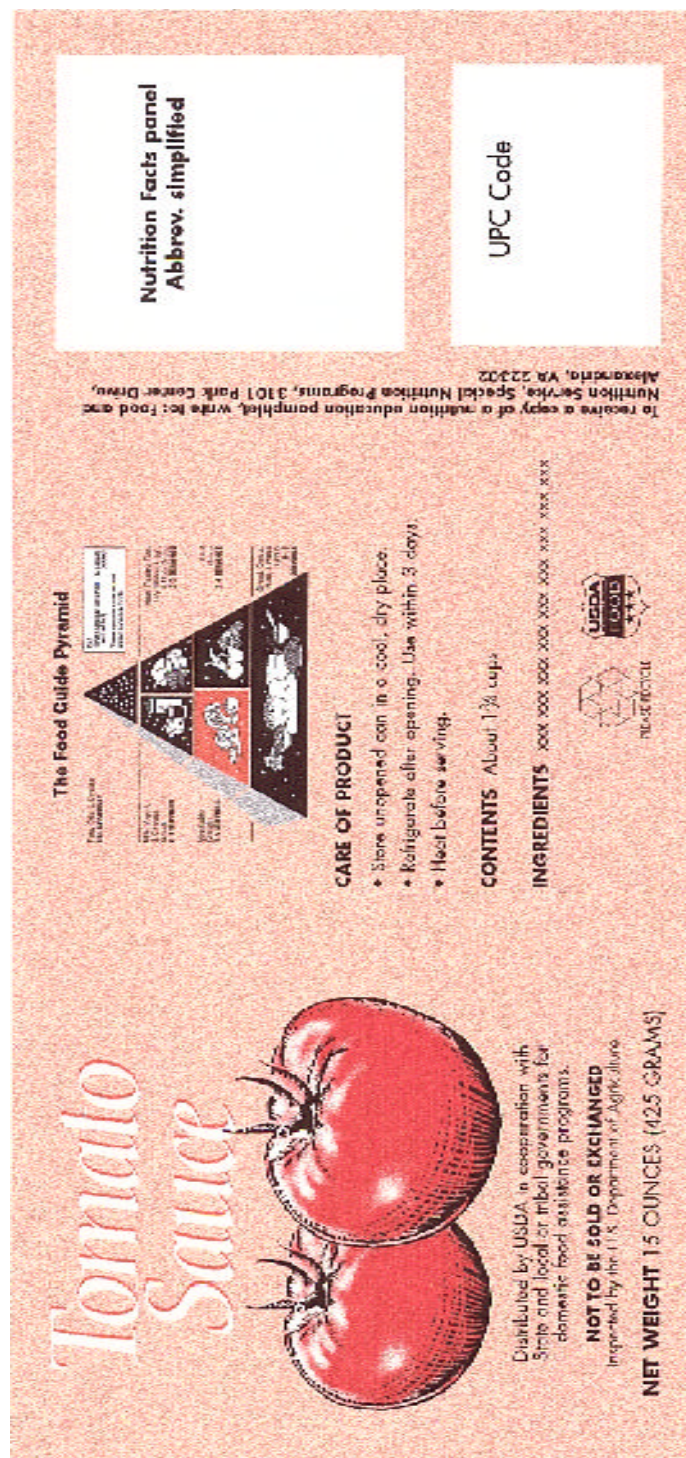 Tomato
Sauce
Distributed by USDA in cooperation with
State and local or tribal governments for
domestic food assistance programs.
NOT TO BE SOLD OR EXCHANGED
Inspected by the U.S. Department of Agriculture
NET WEIGHT 15 OUNCES (425 GRAMS)
The Food Guide Pyramid
CARE OF PRODUCT
• Store unopened can in a cool, dry place.
• Refrigerate after opening. Use within 3 days.
• Heat before serving.
CONTENTS About 1¾ cups
INGREDIENTS xxx xxx xxx xxx xxx xxx xxx xxx xxx xxx
PLEASE RECYCLE
USDA
FOODS
To receive a copy of a nutrition education pamphlet, write to: Food and
Nutrition Service, Special Nutrition Programs, 3101 Park Center Drive,
Alexandria, VA 22302
Nutrition Facts panel
Abbrev. simplified
UPC Code